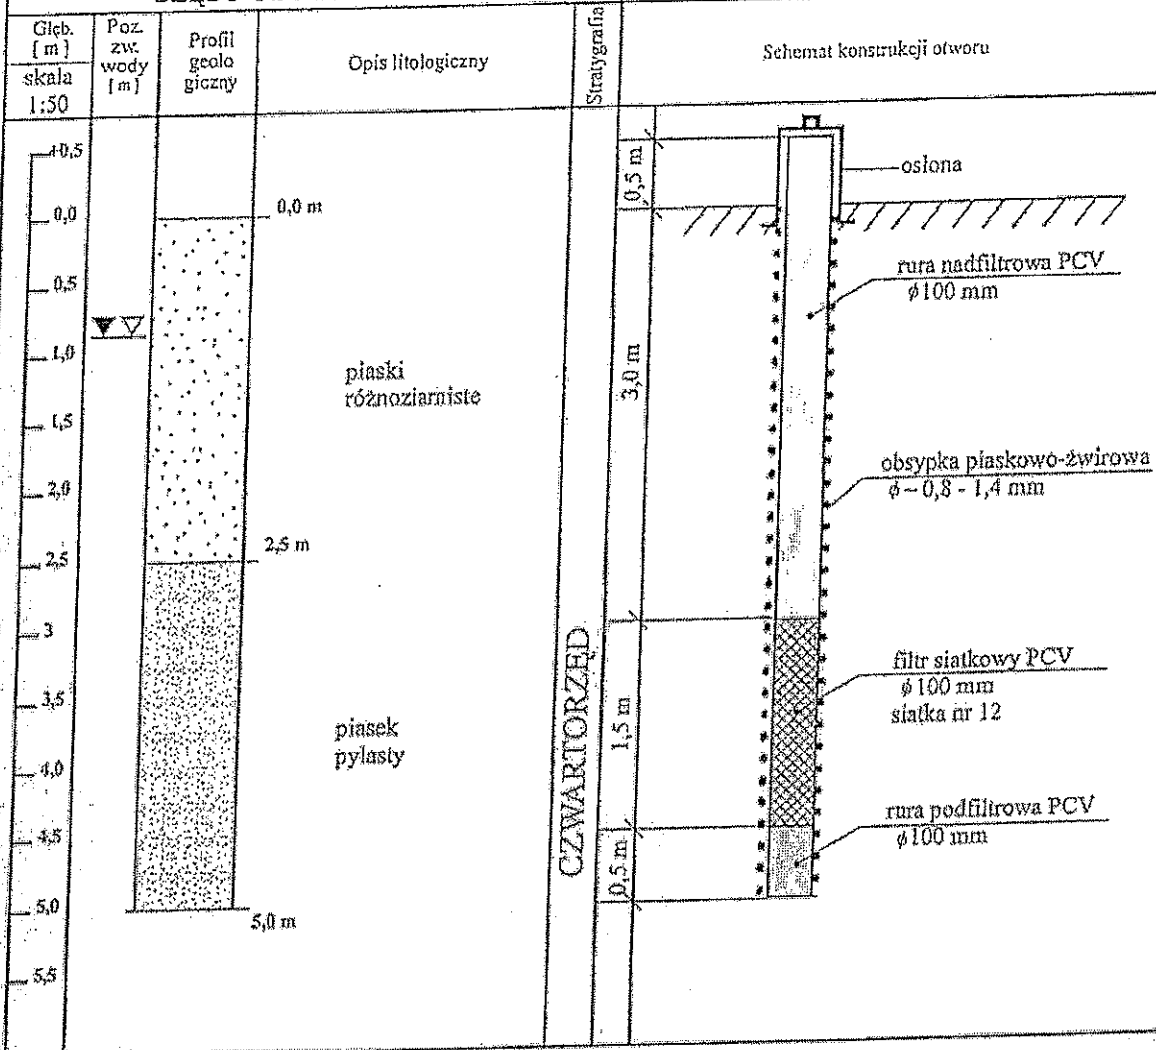 Głęb.
[ m ]
skala
1:50
Poz.
zw.
wody
[ m ]
Profil
geolo
giczny
Opis litologiczny
Stratygrafia
Schemat konstrukcji otworu
+0,5
0,0
0,5
1,0
1,5
2,0
2,5
3
3,5
4,0
4,5
5,0
5,5
0,0 m
2,5 m
5,0 m
piaski
różnoziarniste
piasek
pylasty
CZWARTORZĘD
0,5 m
3,0 m
1,5 m
0,5 m
osłona
rura nadfiltrowa PCV
ϕ100 mm
obsypka piaskowo-żwirowa
ϕ ~ 0,8 - 1,4 mm
filtr siatkowy PCV
ϕ 100 mm
siatka nr 12
rura podfiltrowa PCV
ϕ100 mm